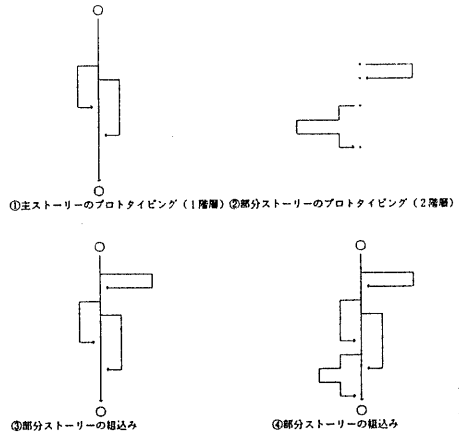 ①主ストーリーのプロトタイピング(1階層)
②部分ストーリーのプロトタイピング(2階層)
③部分ストーリーの組込み
④部分ストーリーの組込み